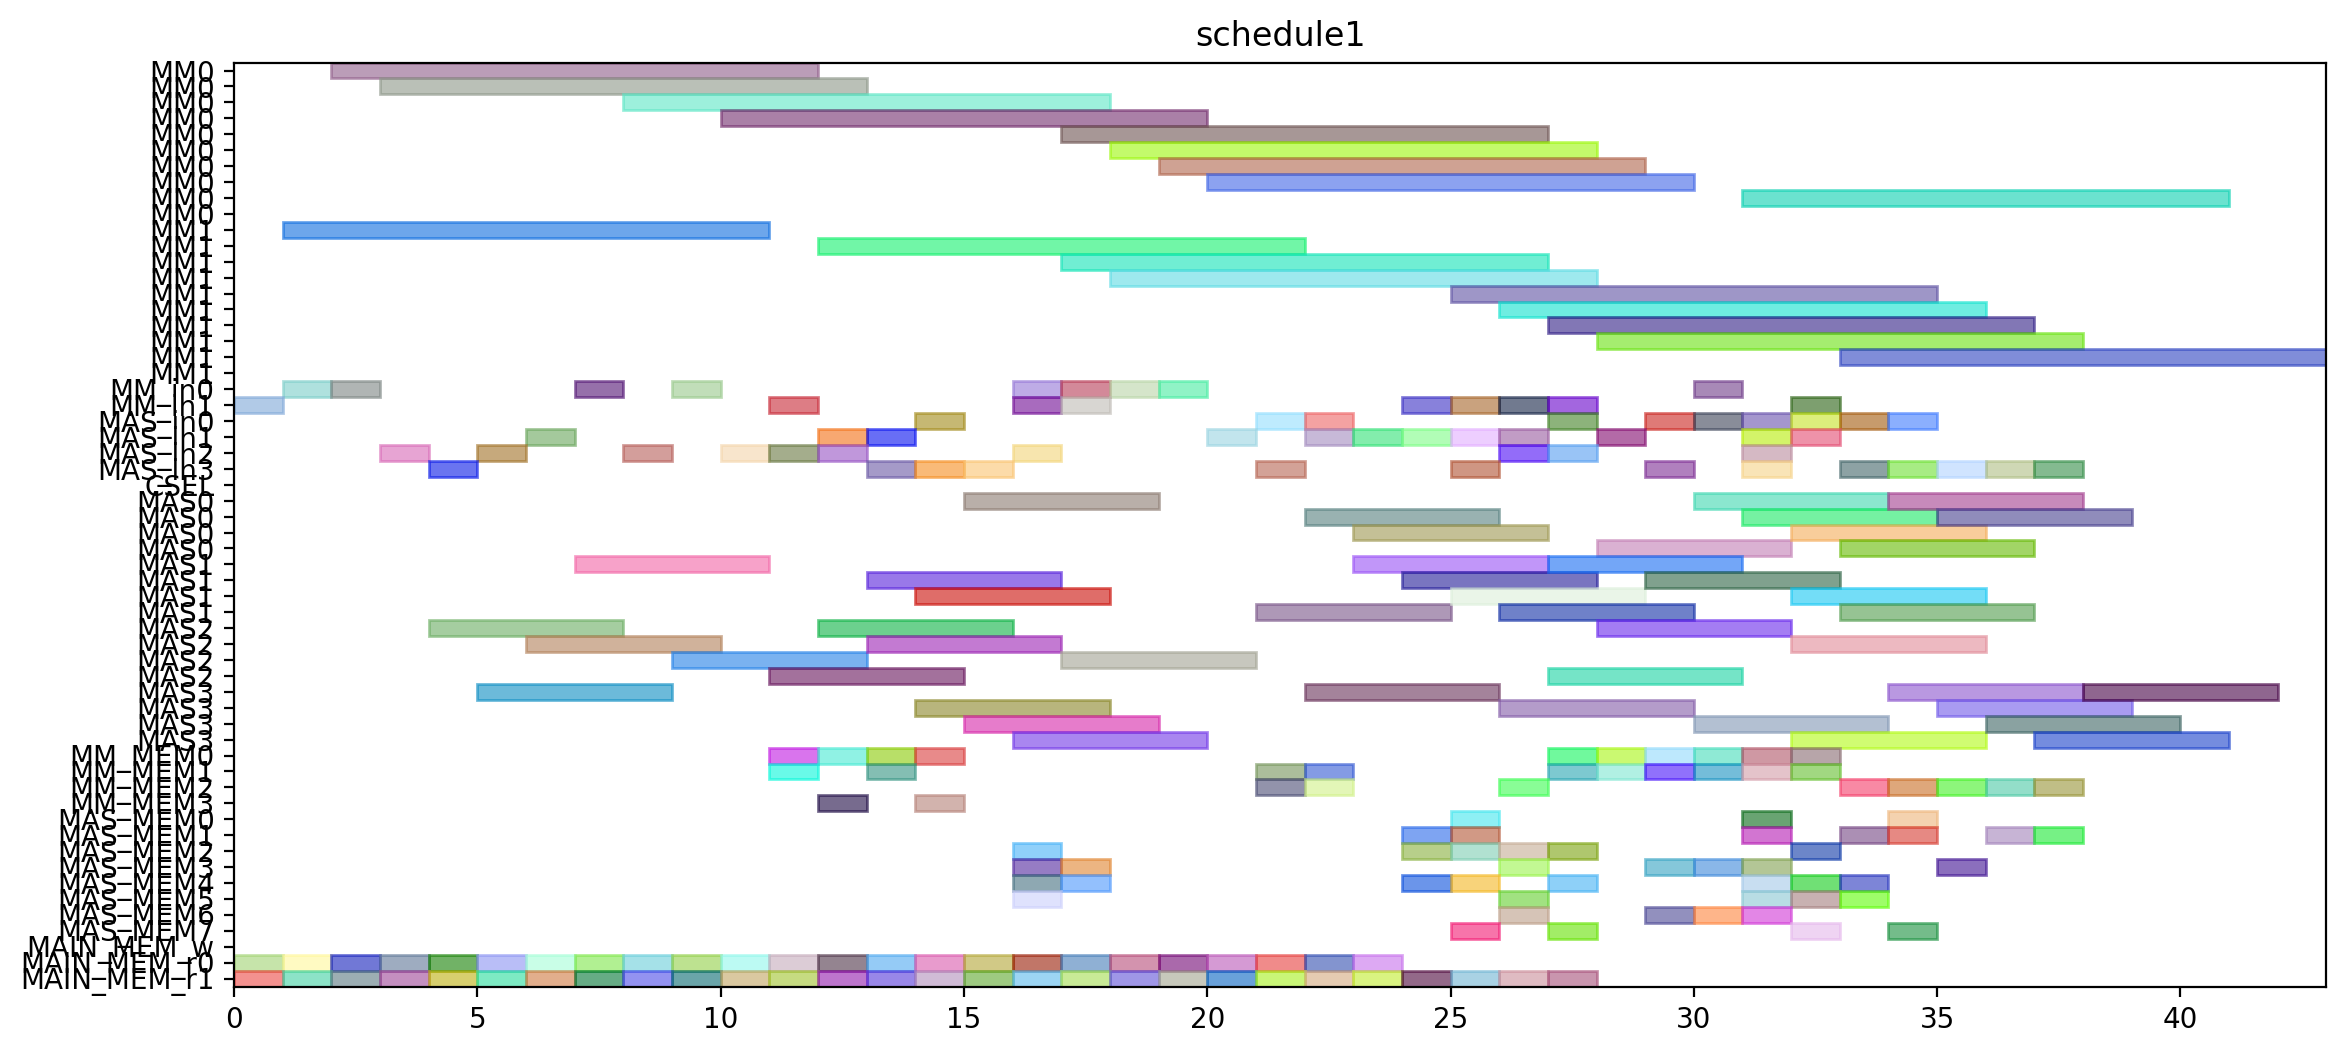 schedule1
MM0
MM0
MM0
MM0
MM0
MM0
MM0
MM0
MM0
MM0
MM1
MM1
MM1
MM1
MM1
MM1
MM1
MM1
MM1
MM1
MM_in0
MM_in1
MAS_in0
MAS_in1
MAS_in2
MAS_in3
CSEL
MAS0
MAS0
MAS0
MAS0
MAS1
MAS1
MAS1
MAS1
MAS2
MAS2
MAS2
MAS2
MAS3
MAS3
MAS3
MAS3
MM_MEM0
MM_MEM1
MM_MEM2
MM_MEM3
MAS_MEM0
MAS_MEM1
MAS_MEM2
MAS_MEM3
MAS_MEM4
MAS_MEM5
MAS_MEM6
MAS_MEM7
MAIN_MEM_w
MAIN_MEM_r0
MAIN_MEM_r1
0 5 10 15 20 25 30 35 40